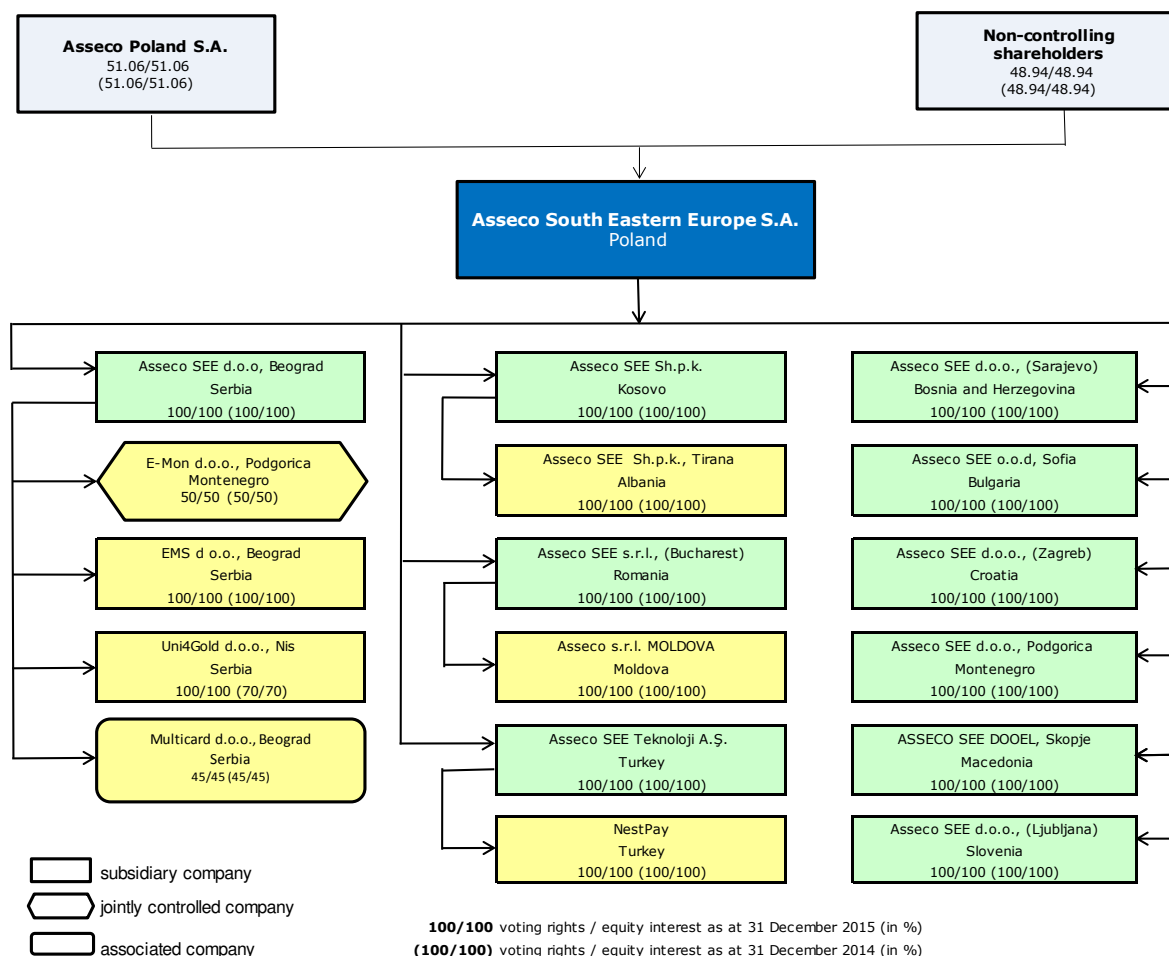 Asseco Poland S.A.
51.06/51.06
(51.06/51.06)
Non-controlling
shareholders
48.94/48.94
(48.94/48.94)
Asseco South Eastern Europe S.A.
Poland
Asseco SEE d.o.o, Beograd
Serbia
100/100 (100/100)
E-Mon d.o.o., Podgorica
Montenegro
50/50 (50/50)
EMS d o.o., Beograd
Serbia
100/100 (100/100)
Uni4Gold d.o.o., Nis
Serbia
100/100 (70/70)
Multicard d.o.o., Beograd
Serbia
45/45 (45/45)
Asseco SEE Sh.p.k.
Kosovo
100/100 (100/100)
Asseco SEE Sh.p.k., Tirana
Albania
100/100 (100/100)
Asseco SEE s.r.l., (Bucharest)
Romania
100/100 (100/100)
Asseco s.r.l. MOLDOVA
Moldova
100/100 (100/100)
Asseco SEE Teknoloji A.Ş.
Turkey
100/100 (100/100)
NestPay
Turkey
100/100 (100/100)
Asseco SEE d.o.o., (Sarajevo)
Bosnia and Herzegovina
100/100 (100/100)
Asseco SEE o.o.d, Sofia
Bulgaria
100/100 (100/100)
Asseco SEE d.o.o., (Zagreb)
Croatia
100/100 (100/100)
Asseco SEE d.o.o., Podgorica
Montenegro
100/100 (100/100)
ASSECO SEE DOOEL, Skopje
Macedonia
100/100 (100/100)
Asseco SEE d.o.o., (Ljubljana)
Slovenia
100/100 (100/100)
subsidiary company
jointly controlled company
associated company
100/100 voting rights / equity interest as at 31 December 2015 (in %)
(100/100) voting rights / equity interest as at 31 December 2014 (in %)